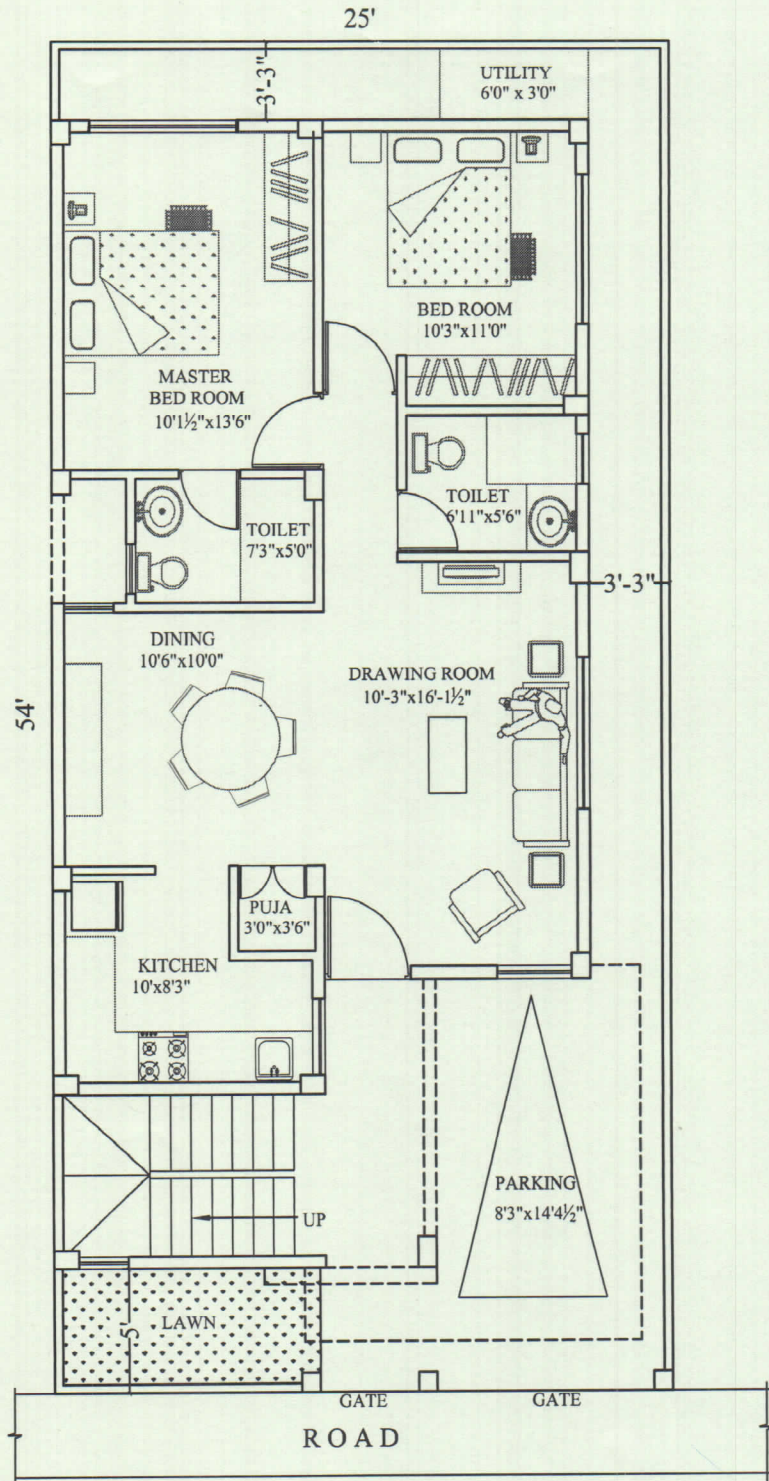 25'
UTILITY
6'0" x 3'0"
3'-3"
BED ROOM
10'3"x11'0"
MASTER
BED ROOM
10'1½"x13'6"
TOILET
6'11"x5'6"
TOILET
7'3"x5'0"
3'-3"
DINING
10'6"x10'0"
DRAWING ROOM
10'-3"x16'-1½"
54'
PUJA
3'0"x3'6"
KITCHEN
10'x8'3"
PARKING
8'3"x14'4½"
UP
LAWN
5'
GATE
GATE
ROAD